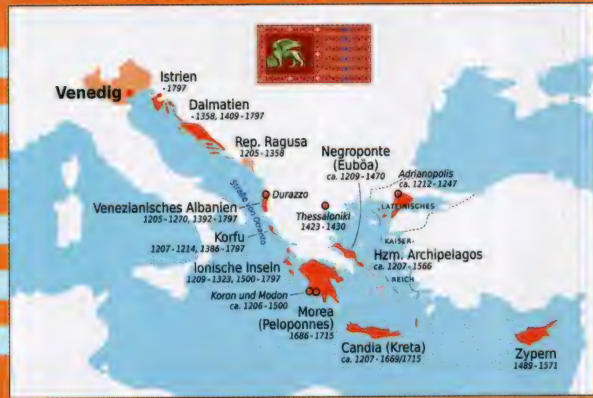 Istrien
- 1797
Venedig
Dalmatien
- 1358, 1409 - 1797
Rep. Ragusa
1205 - 1358
Negroponte
(Euböa)
ca. 1209 - 1470
Adrianopolis
ca. 1212 - 1247
Durazzo
LATEINISCHES
Venezianisches Albanien
1205 - 1270, 1392 - 1797
Straße von Otranto
Thessaloniki
1423 - 1430
Korfu
1207 - 1214, 1386 - 1797
KAISER-
Hzm. Archipelagos
ca. 1207 - 1566
Ionische Inseln
1209 - 1323, 1500 - 1797
REICH
Koron und Modon
ca. 1206 - 1500
Morea
(Peloponnes)
1686 - 1715
Candia (Kreta)
ca. 1207 - 1669/1715
Zypern
1489 - 1571